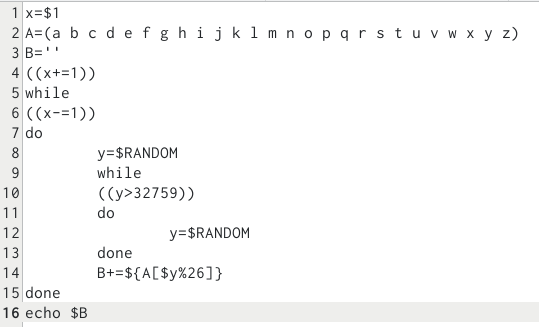 1 x=$1
2 A=(a b c d e f g h i j k l m n o p q r s t u v w x y z)
3 B=''
4 ((x+=1))
5 while
6 ((x-=1))
7 do
8 y=$RANDOM
9 while
10 ((y>32759))
11 do
12 y=$RANDOM
13 done
14 B+=${A[$y%26]}
15 done
16 echo $B